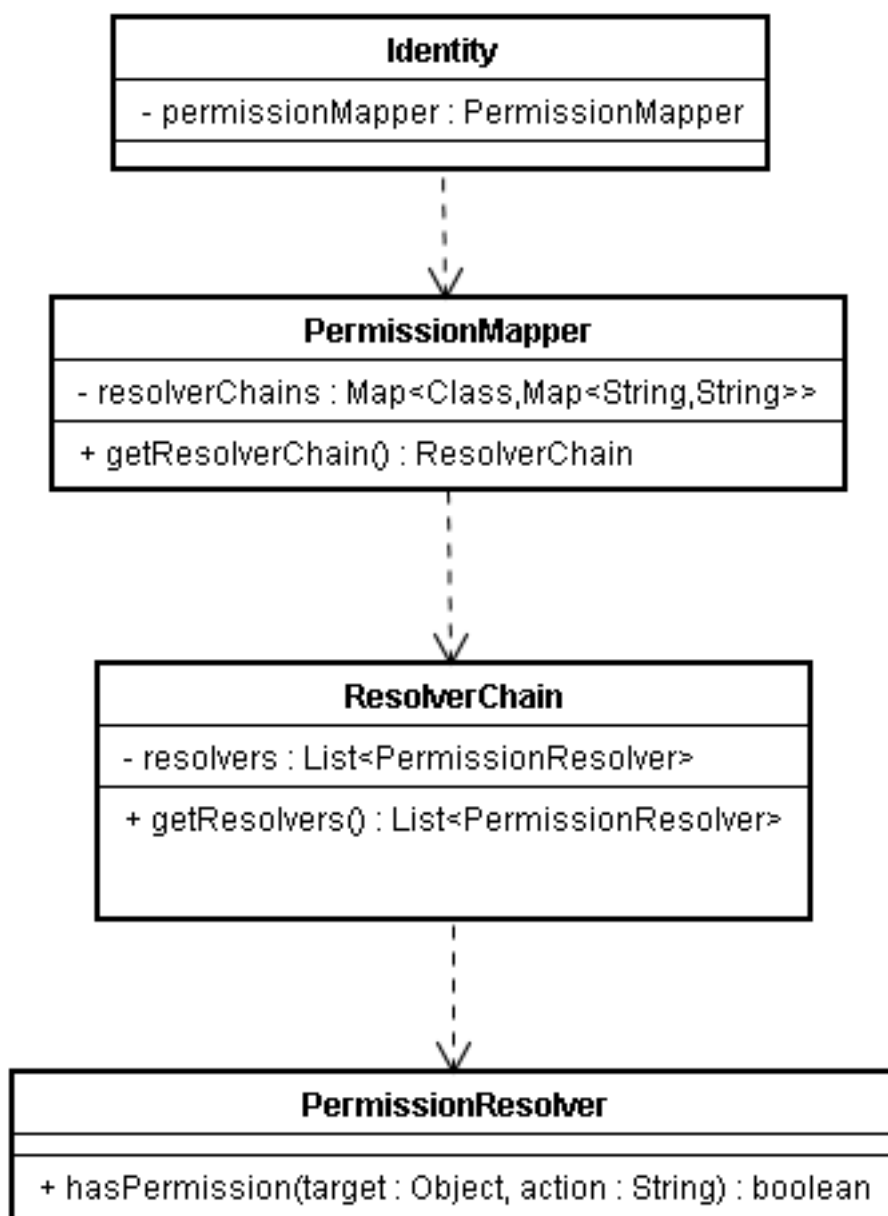 Identity
- permissionMapper : PermissionMapper
PermissionMapper
- resolverChains : Map<Class,Map<String,String>>
+ getResolverChain() : ResolverChain
ResolverChain
- resolvers : List<PermissionResolver>
+ getResolvers() : List<PermissionResolver>
PermissionResolver
+ hasPermission(target : Object, action : String) : boolean